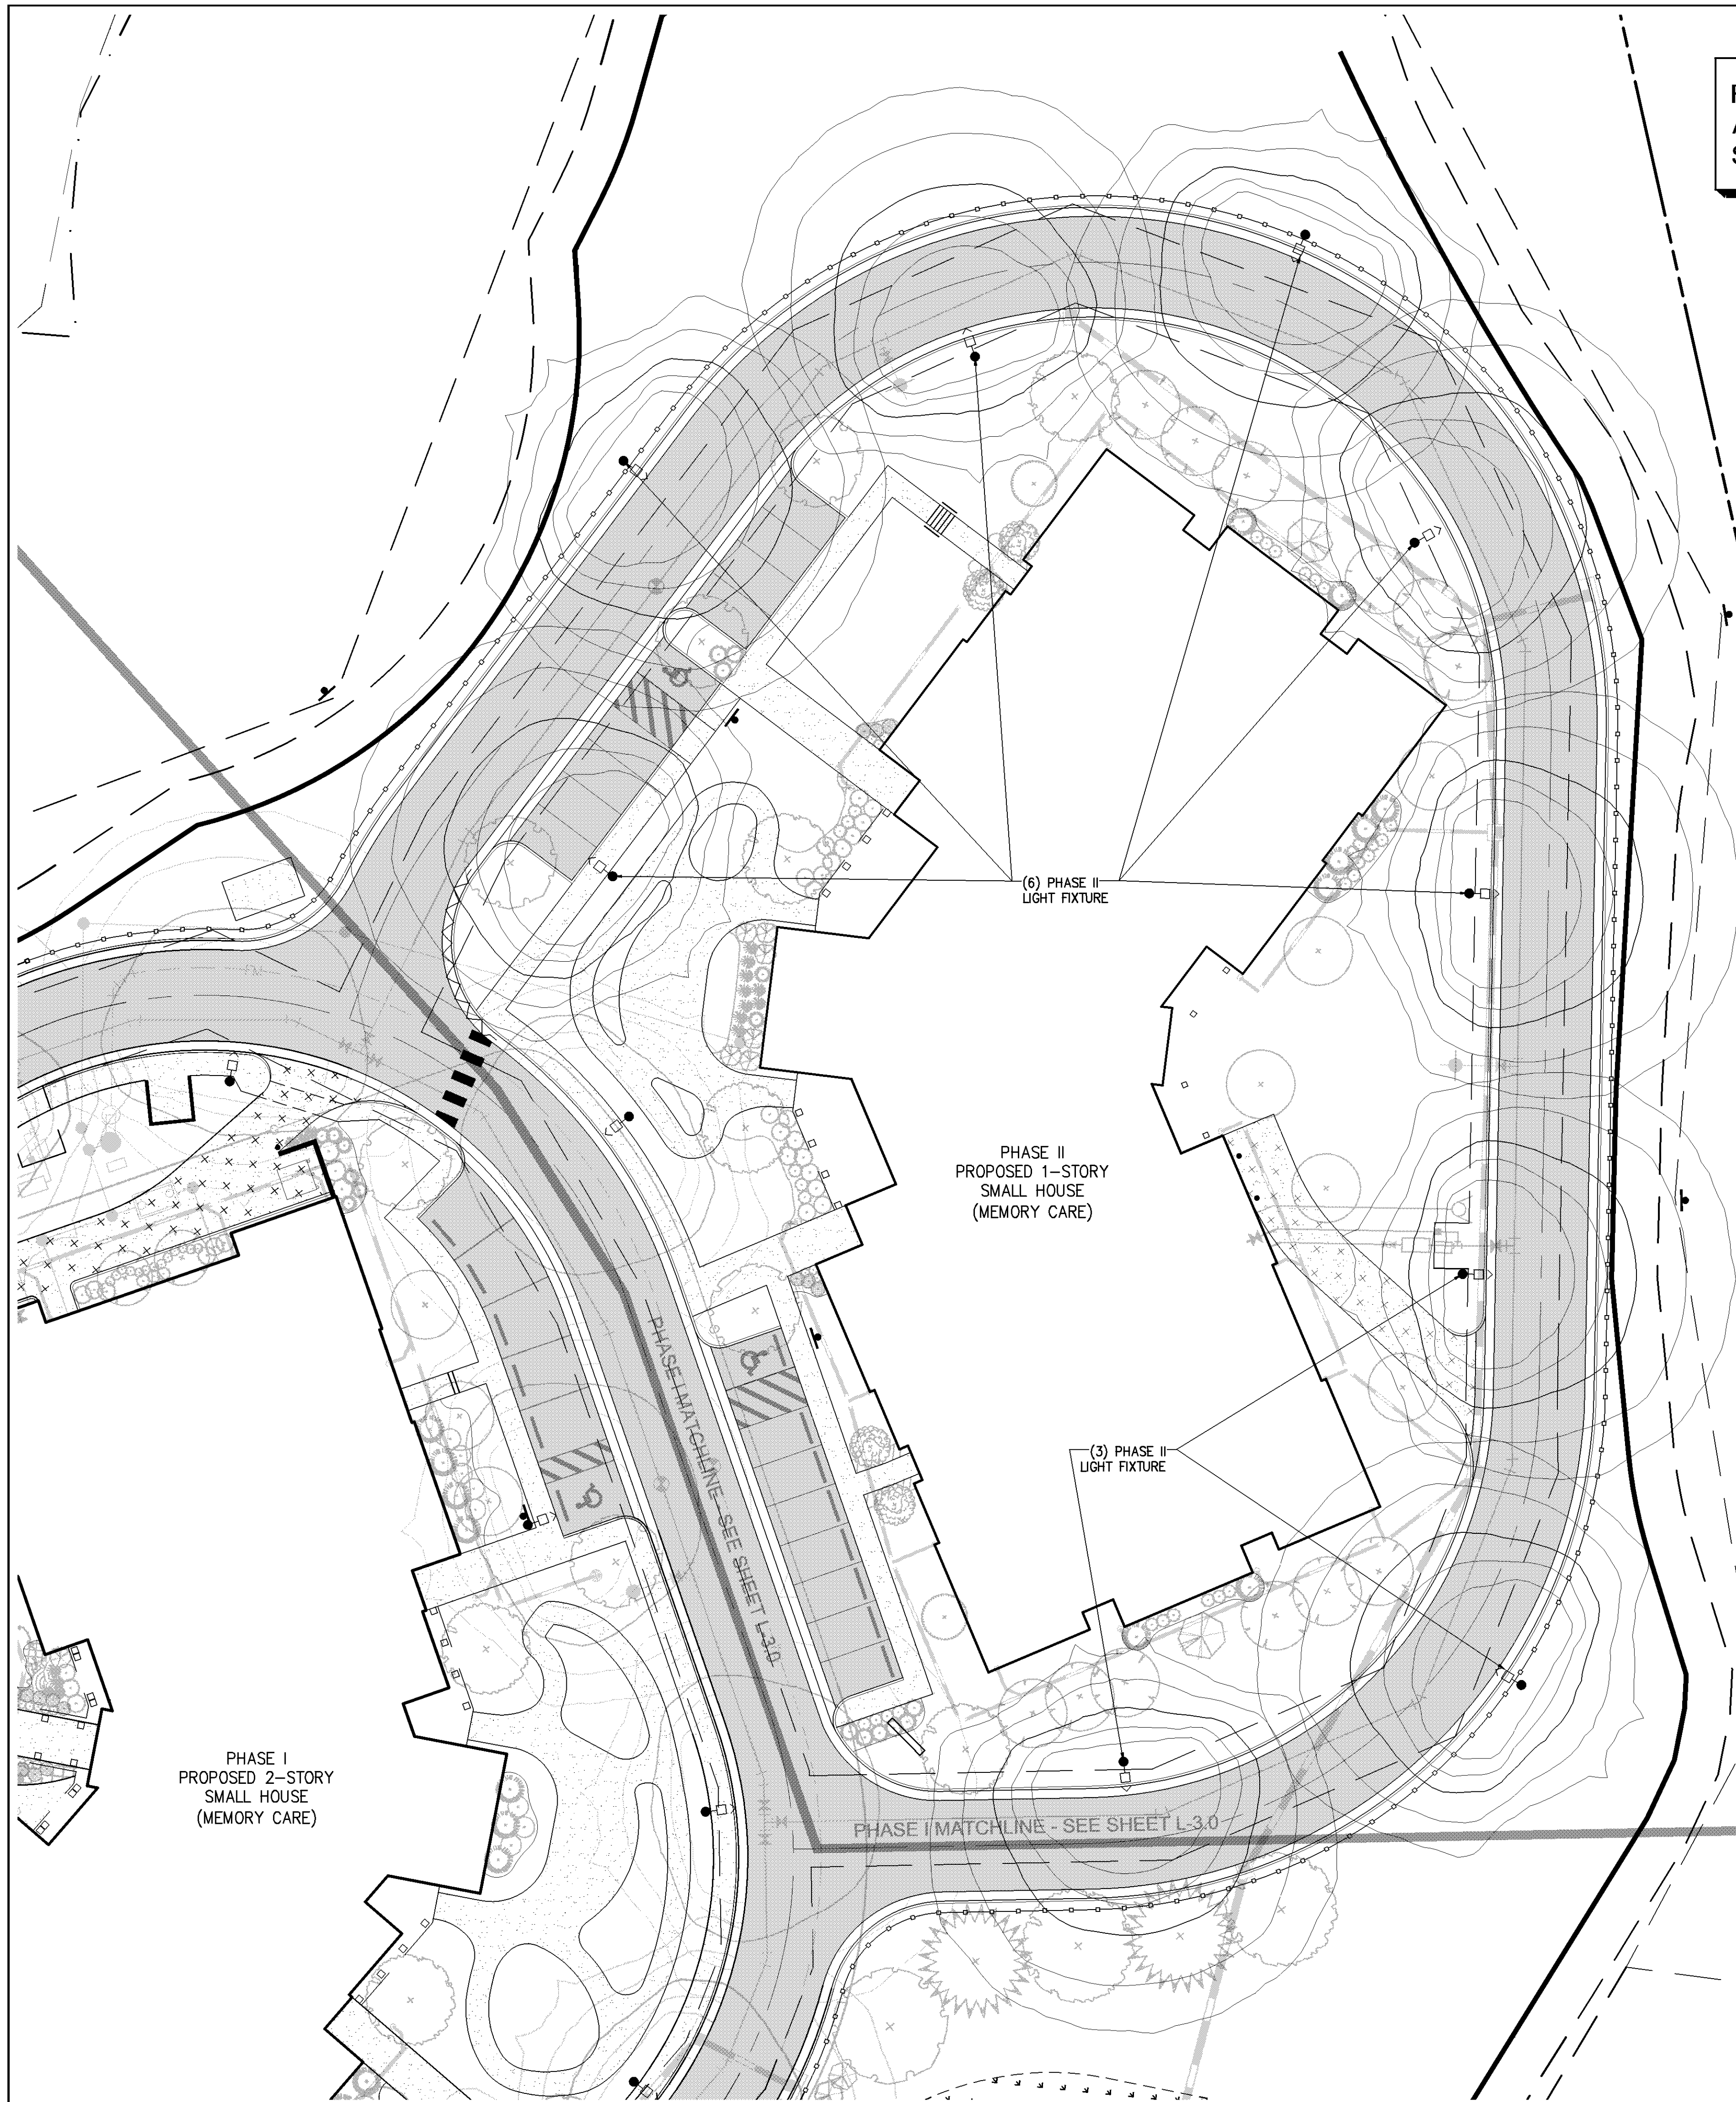 (6) PHASE II
LIGHT FIXTURE
PHASE II
PROPOSED 1-STORY
SMALL HOUSE
(MEMORY CARE)
PHASE I MATCHLINE - SEE SHEET L-3.0
(3) PHASE II
LIGHT FIXTURE
PHASE I
PROPOSED 2-STORY
SMALL HOUSE
(MEMORY CARE)
PHASE I MATCHLINE - SEE SHEET L-3.0